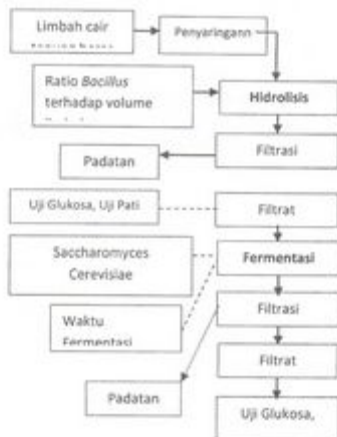 Limbah cair
Penyaringann
Ratio Bacillus
terhadap volume
Hidrolisis
Filtrasi
Padatan
Uji Glukosa, Uji Pati
Filtrat
Saccharomyces
Cerevisiae
Fermentasi
Waktu
Fermentasi
Filtrasi
Filtrat
Padatan
Uji Glukosa,